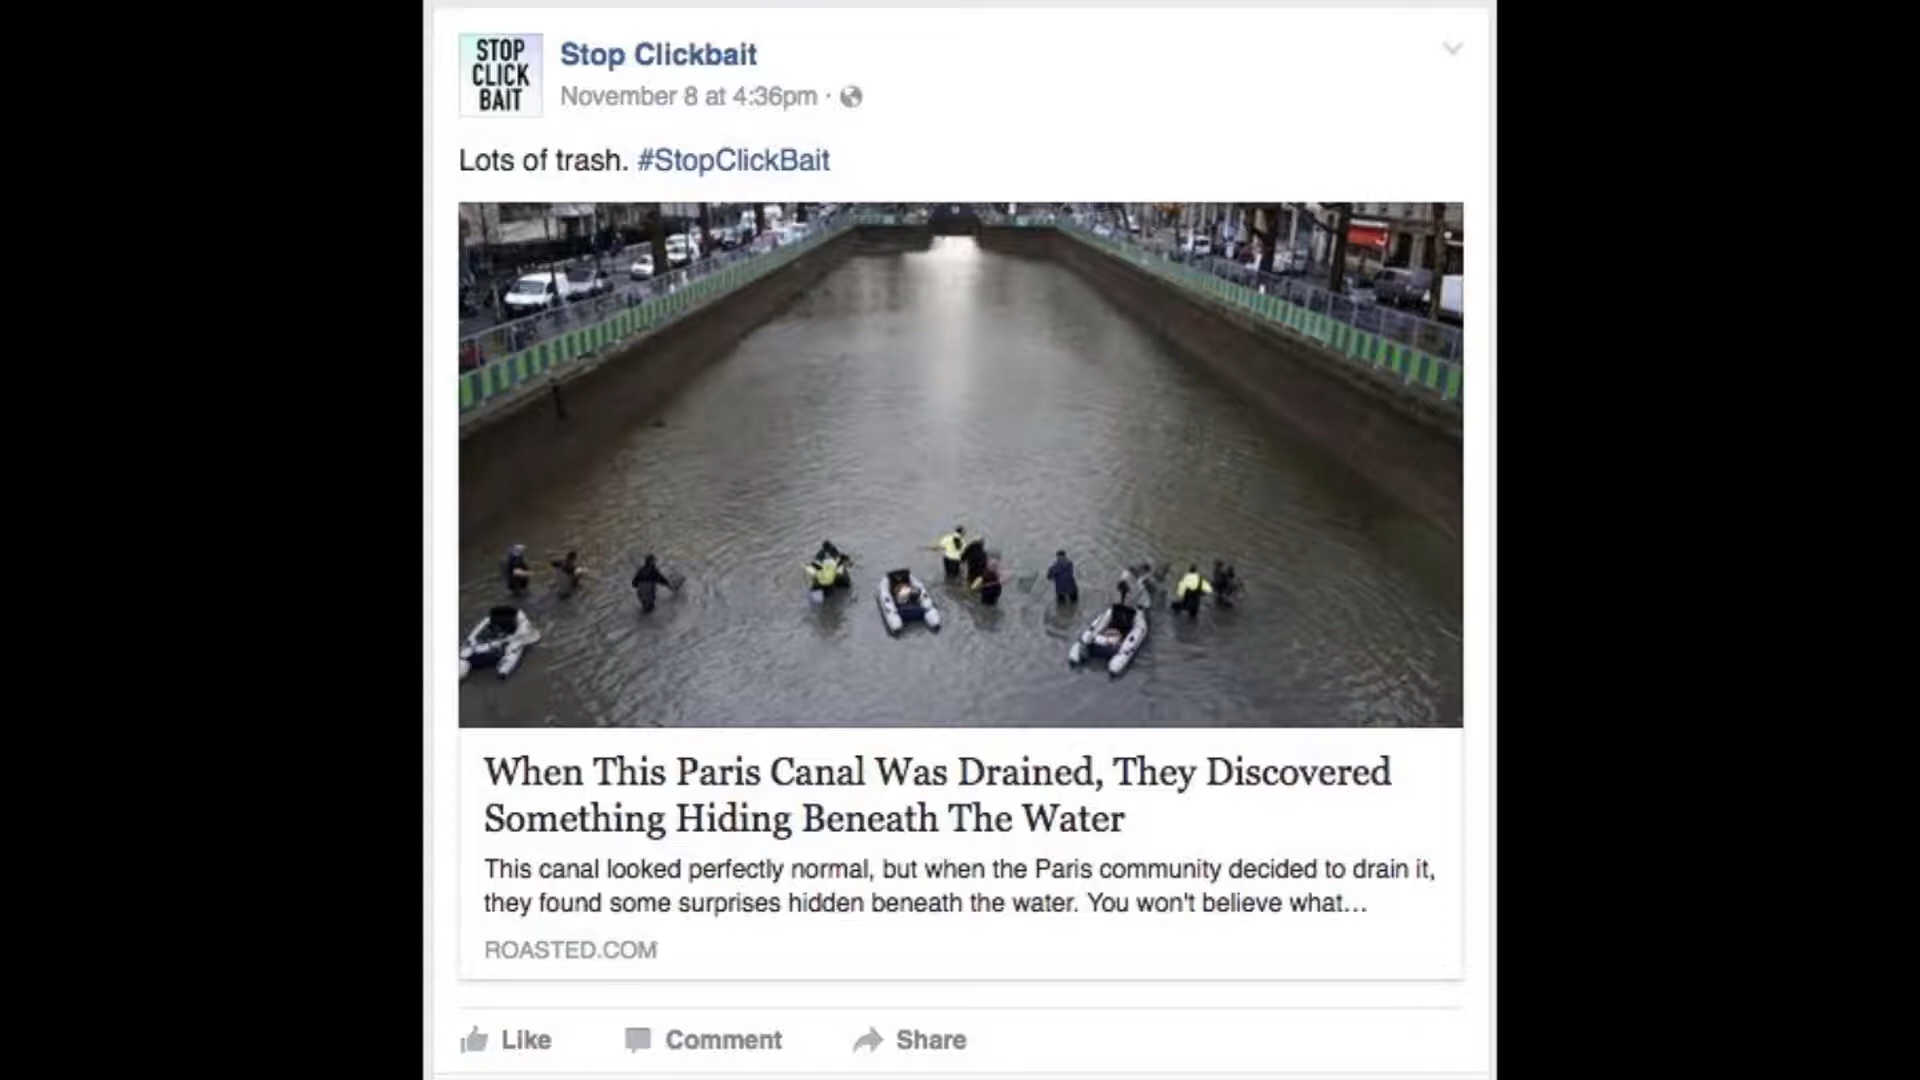 STOP
CLICK
BAIT
Stop Clickbait
November 8 at 4:36pm ·
Lots of trash. #StopClickBait
When This Paris Canal Was Drained, They Discovered
Something Hiding Beneath The Water
This canal looked perfectly normal, but when the Paris community decided to drain it,
they found some surprises hidden beneath the water. You won't believe what...
ROASTED.COM
Like
Comment
Share